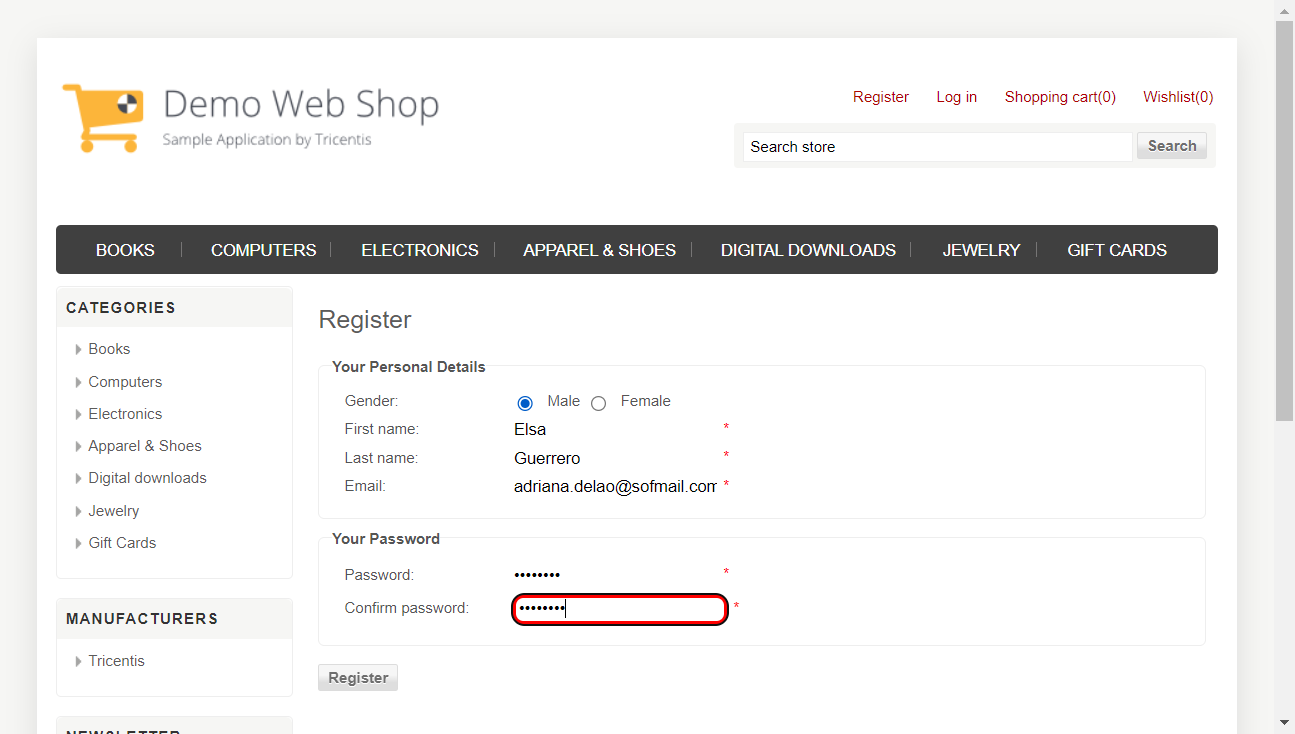 Demo Web Shop
Sample Application by Tricentis
Register Log in Shopping cart(0) Wishlist(0)
Search store Search
BOOKS COMPUTERS ELECTRONICS APPAREL & SHOES DIGITAL DOWNLOADS JEWELRY GIFT CARDS
CATEGORIES
Books
Computers
Electronics
Apparel & Shoes
Digital downloads
Jewelry
Gift Cards
MANUFACTURERS
Tricentis
NEWSLETTER
Register
Your Personal Details
Gender: Male Female
First name: Elsa *
Last name: Guerrero *
Email: adriana.delao@sofmail.com *
Your Password
Password: •••••••• *
Confirm password: •••••••• *
Register